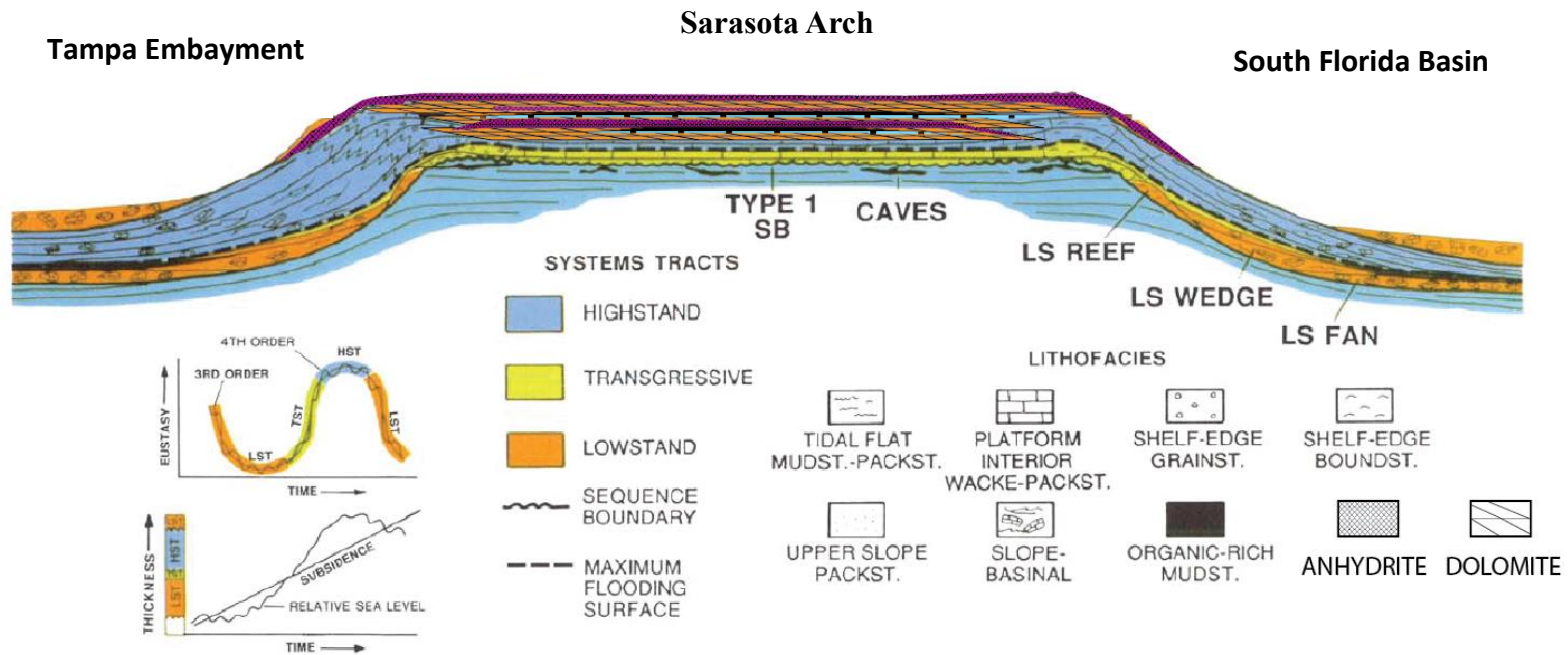 Sarasota Arch
Tampa Embayment
South Florida Basin
TYPE 1
SB
CAVES
LS REEF
LS WEDGE
LS FAN
SYSTEMS TRACTS
HIGHSTAND
TRANSGRESSIVE
LOWSTAND
SEQUENCE
BOUNDARY
MAXIMUM
FLOODING
SURFACE
4TH ORDER
HST
3RD ORDER
TST
LST
LST
EUSTASY
TIME
LST
HST
TST
LST
THICKNESS
SUBSIDENCE
RELATIVE SEA LEVEL
TIME
LITHOFACIES
TIDAL FLAT
MUDST.-PACKST.
PLATFORM
INTERIOR
WACKE-PACKST.
SHELF-EDGE
GRAINST.
SHELF-EDGE
BOUNDST.
UPPER SLOPE
PACKST.
SLOPE-
BASINAL
ORGANIC-RICH
MUDST.
ANHYDRITE
DOLOMITE